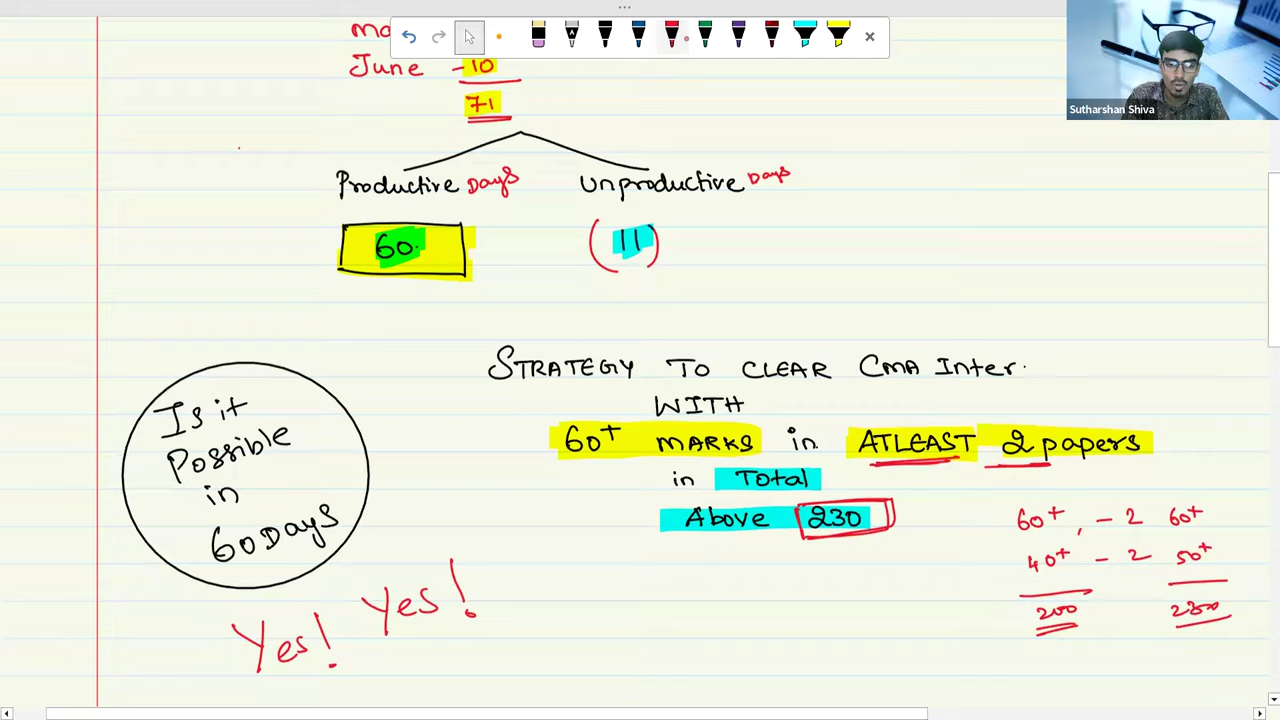 June - 10
71
Productive Days
Unproductive Days
60
(11)
Is it
Possible
in
60 Days
Yes! Yes!
STRATEGY TO CLEAR CMA Inter.
WITH
60+ MARKS in ATLEAST 2 papers
in Total
Above 230
60+, - 2 60+
40+ - 2 50+
200 230
Sutharshan Shiva